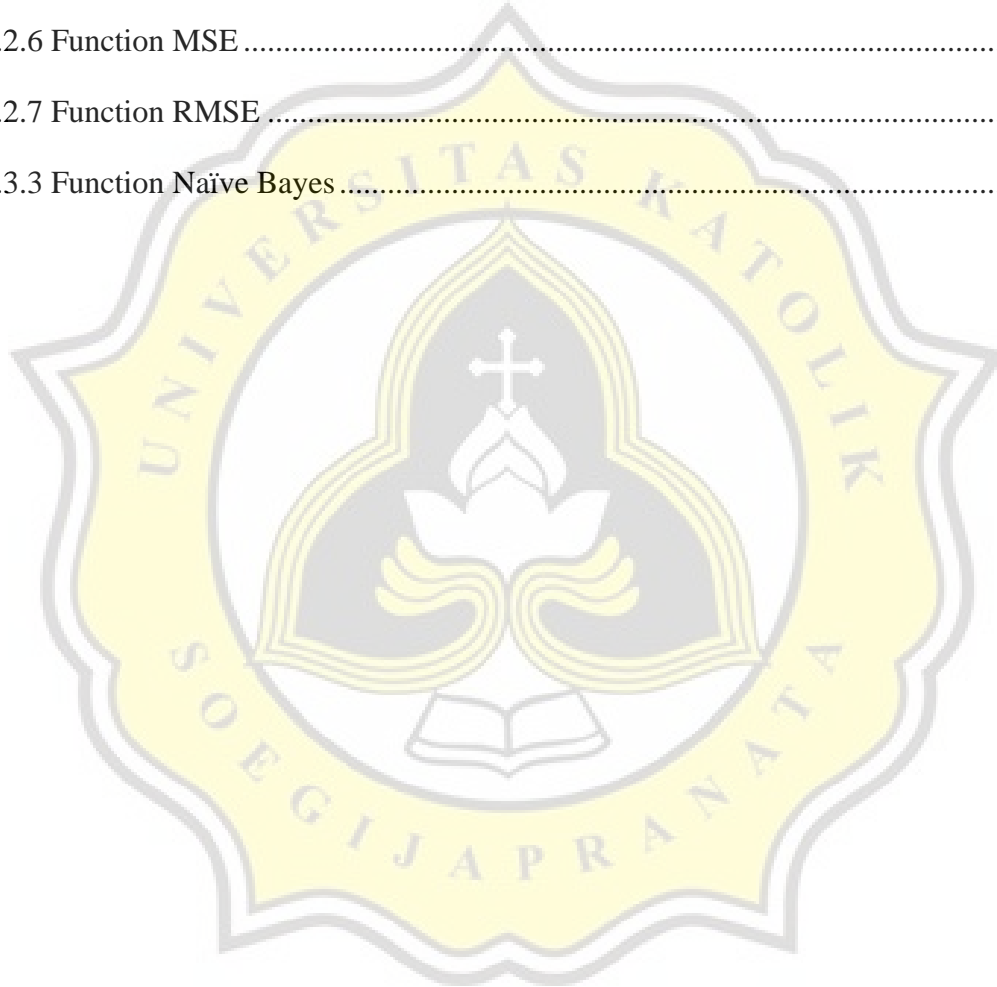 .2.6 Function MSE ..............................................................................................
.2.7 Function RMSE ...........................................................................................
.3.3 Function Naïve Bayes ..................................................................................
UNIVERSITAS KATOLIK
SOEGIJAPRANATA